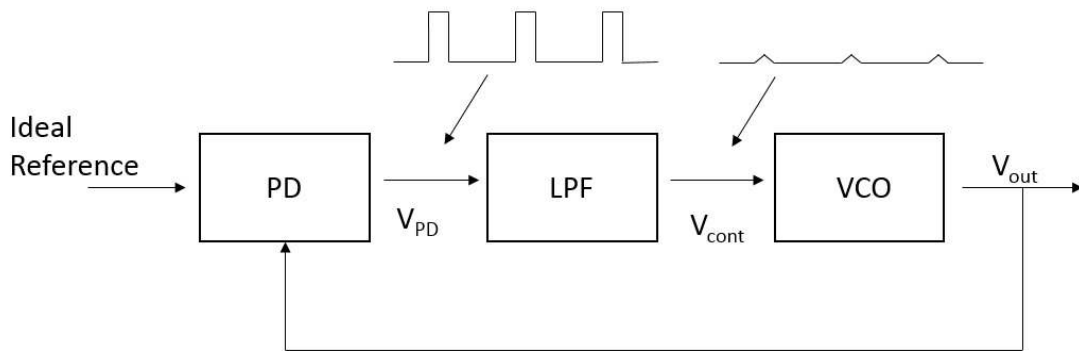 Ideal
Reference
PD
V_PD
LPF
V_cont
VCO
V_out